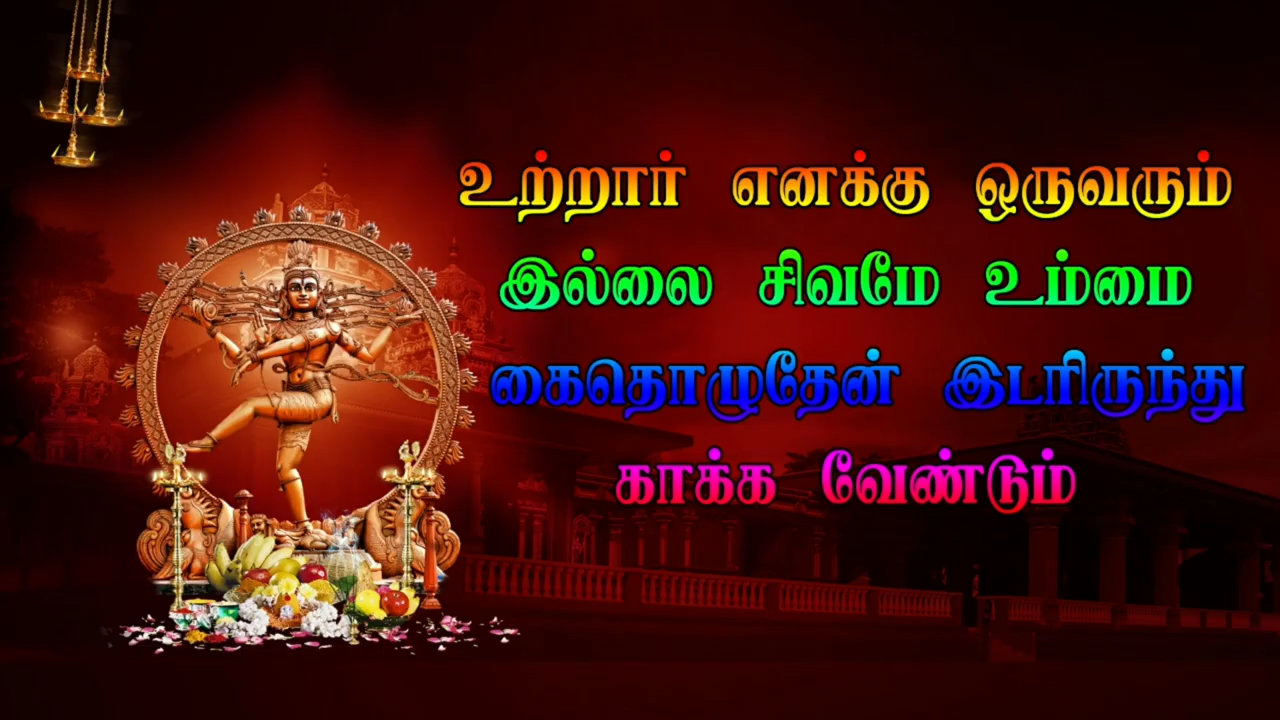 உற்றார் எனக்கு ஒருவரும்
இல்லை சிவமே உம்மை
கைதொழுதேன் இடரிருந்து
காக்க வேண்டும்